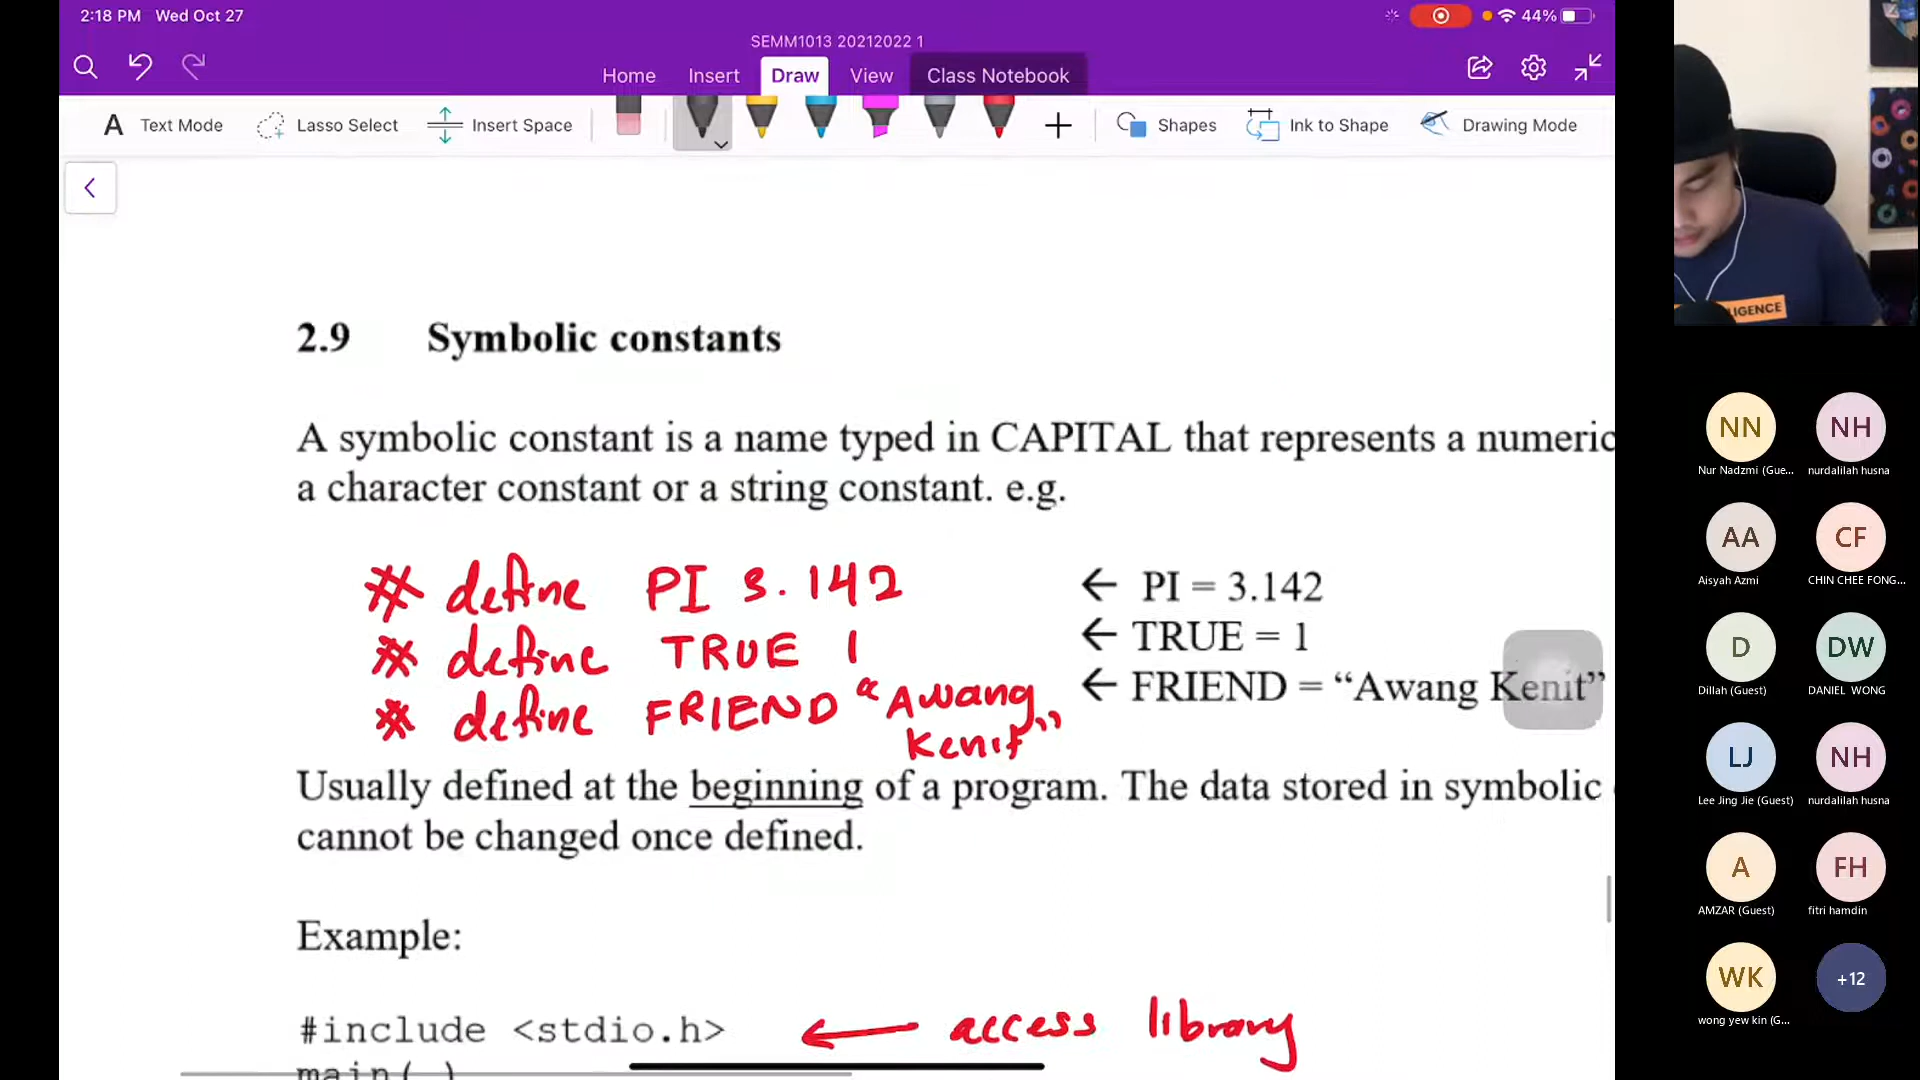 2:18 PM Wed Oct 27
44%
SEMM1013 20212022 1
Home Insert Draw View Class Notebook
A Text Mode Lasso Select Insert Space Shapes Ink to Shape Drawing Mode
2.9 Symbolic constants
A symbolic constant is a name typed in CAPITAL that represents a numeric
a character constant or a string constant. e.g.
# define PI 3.142 ← PI = 3.142
# define TRUE 1 ← TRUE = 1
# define FRIEND “Awang ← FRIEND = “Awang Kenit”
Kenit”
Usually defined at the beginning of a program. The data stored in symbolic
cannot be changed once defined.
Example:
#include <stdio.h> ← access library
main( )
LIGENCE
NN NH
Nur Nadzmi (Gue... nurdalilah husna
AA CF
Aisyah Azmi CHIN CHEE FONG...
D DW
Dillah (Guest) DANIEL WONG
LJ NH
Lee Jing Jie (Guest) nurdalilah husna
A FH
AMZAR (Guest) fitri hamdin
WK +12
wong yew kin (G...